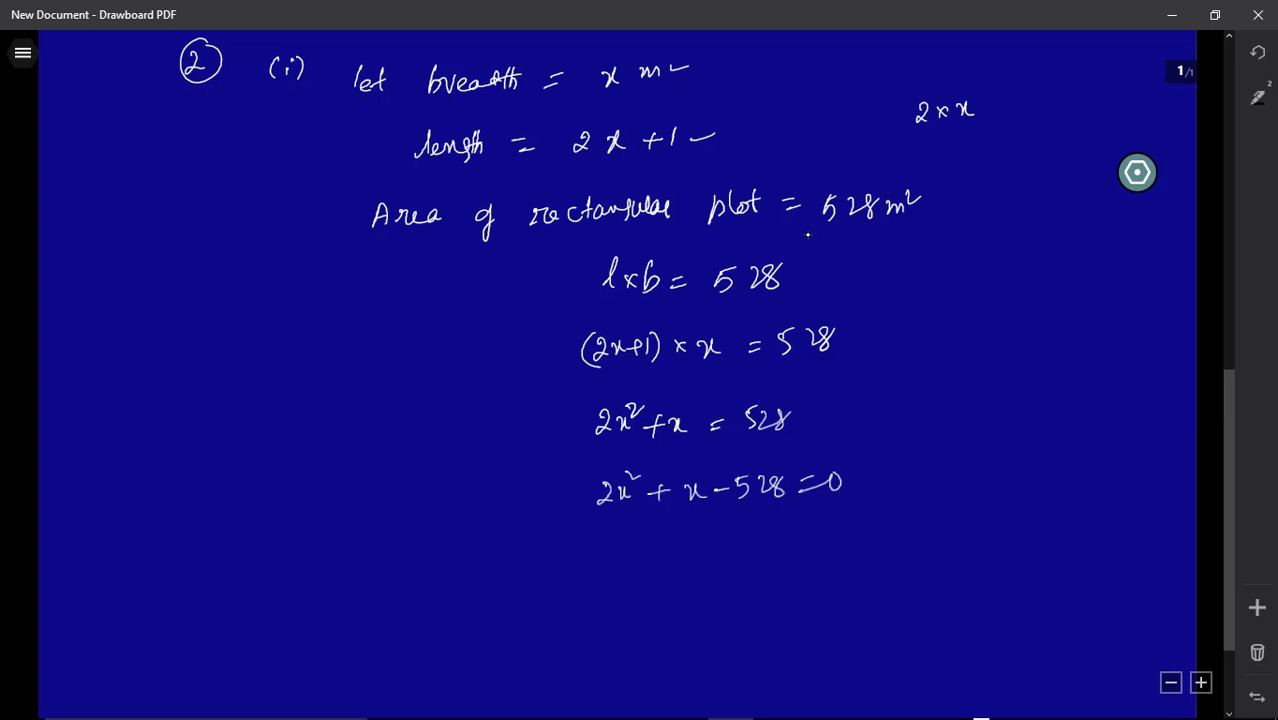 New Document - Drawboard PDF
1/1
2
② (i) let breadth = x m
2 × x
length = 2x + 1
Area of rectangular plot = 528 m²
l × b = 528
(2x+1) × x = 528
2x² + x = 528
2x² + x - 528 = 0